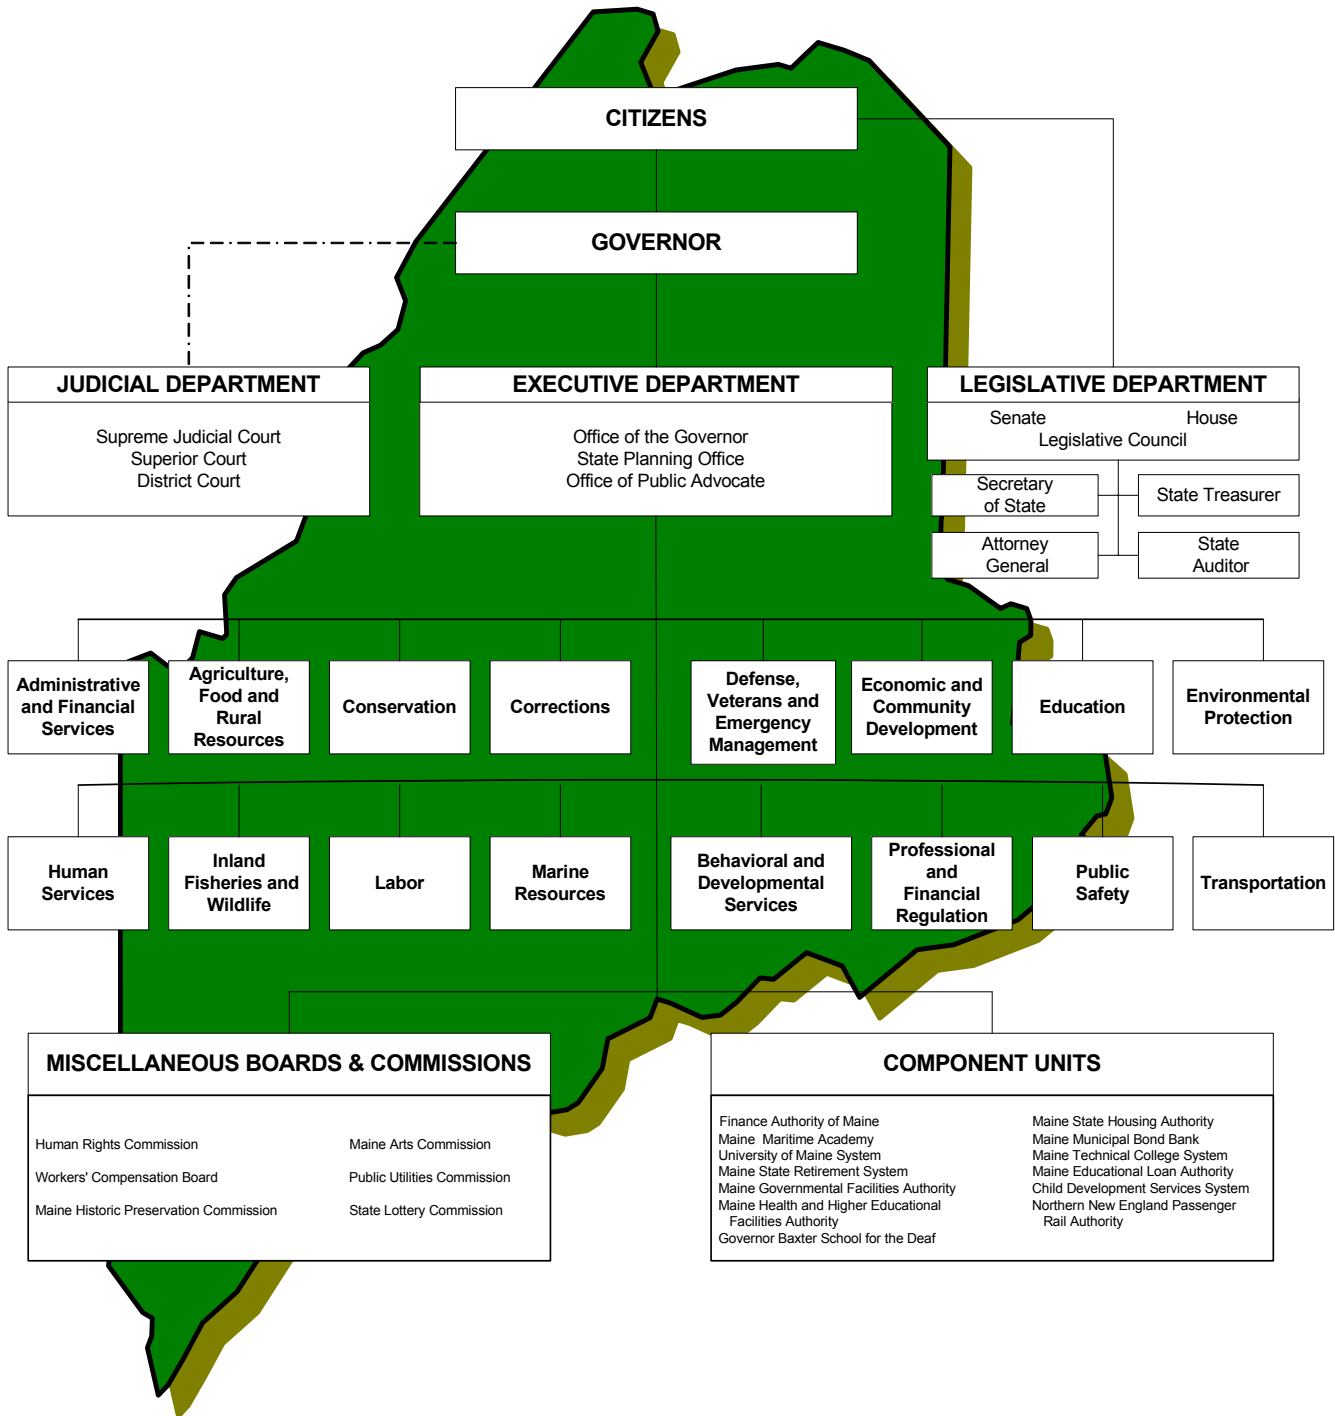 CITIZENS
GOVERNOR
JUDICIAL DEPARTMENT
Supreme Judicial Court
Superior Court
District Court
EXECUTIVE DEPARTMENT
Office of the Governor
State Planning Office
Office of Public Advocate
LEGISLATIVE DEPARTMENT
Senate House
Legislative Council
Secretary
of State
State Treasurer
Attorney
General
State
Auditor
Administrative
and Financial
Services
Agriculture,
Food and
Rural
Resources
Conservation
Corrections
Defense,
Veterans and
Emergency
Management
Economic and
Community
Development
Education
Environmental
Protection
Human
Services
Inland
Fisheries and
Wildlife
Labor
Marine
Resources
Behavioral and
Developmental
Services
Professional
and
Financial
Regulation
Public
Safety
Transportation
MISCELLANEOUS BOARDS & COMMISSIONS
Human Rights Commission
Workers' Compensation Board
Maine Historic Preservation Commission
Maine Arts Commission
Public Utilities Commission
State Lottery Commission
COMPONENT UNITS
Finance Authority of Maine
Maine Maritime Academy
University of Maine System
Maine State Retirement System
Maine Governmental Facilities Authority
Maine Health and Higher Educational
Facilities Authority
Governor Baxter School for the Deaf
Maine State Housing Authority
Maine Municipal Bond Bank
Maine Technical College System
Maine Educational Loan Authority
Child Development Services System
Northern New England Passenger
Rail Authority